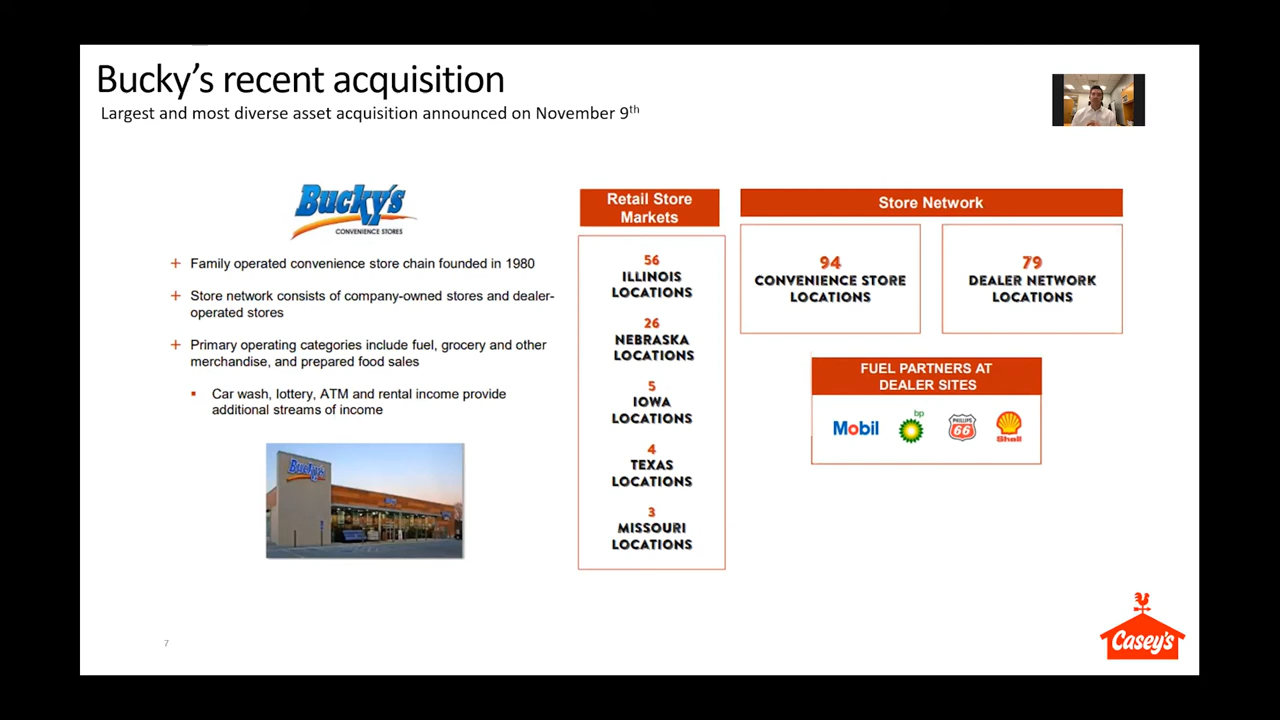 Bucky's recent acquisition
Largest and most diverse asset acquisition announced on November 9th
Bucky's
CONVENIENCE STORES
+ Family operated convenience store chain founded in 1980
+ Store network consists of company-owned stores and dealer-
operated stores
+ Primary operating categories include fuel, grocery and other
merchandise, and prepared food sales
▪ Car wash, lottery, ATM and rental income provide
additional streams of income
Bucky's
Retail Store
Markets
56
ILLINOIS
LOCATIONS
26
NEBRASKA
LOCATIONS
5
IOWA
LOCATIONS
4
TEXAS
LOCATIONS
3
MISSOURI
LOCATIONS
Store Network
94
CONVENIENCE STORE
LOCATIONS
79
DEALER NETWORK
LOCATIONS
FUEL PARTNERS AT
DEALER SITES
Mobil
bp
PHILLIPS
66
Shell
7
Casey's